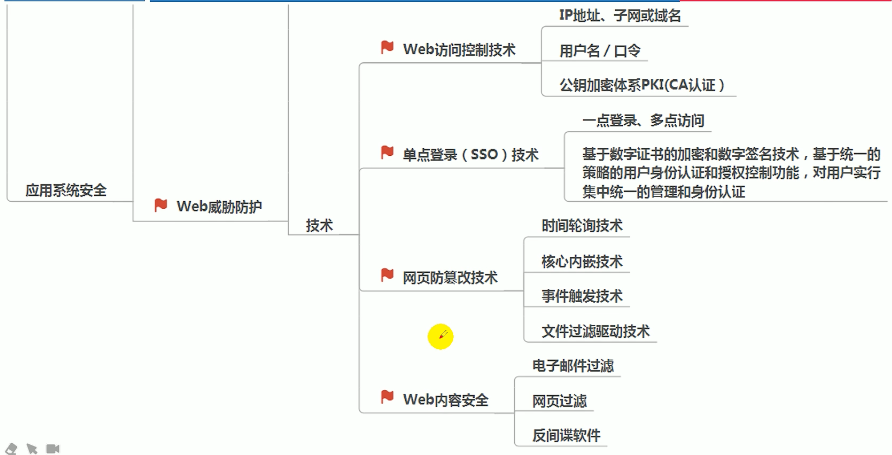 应用系统安全
Web威胁防护
技术
Web访问控制技术
IP地址、子网或域名
用户名／口令
公钥加密体系PKI(CA认证）
单点登录（SSO）技术
一点登录、多点访问
基于数字证书的加密和数字签名技术，基于统一的
策略的用户身份认证和授权控制功能，对用户实行
集中统一的管理和身份认证
网页防篡改技术
时间轮询技术
核心内嵌技术
事件触发技术
文件过滤驱动技术
Web内容安全
电子邮件过滤
网页过滤
反间谍软件